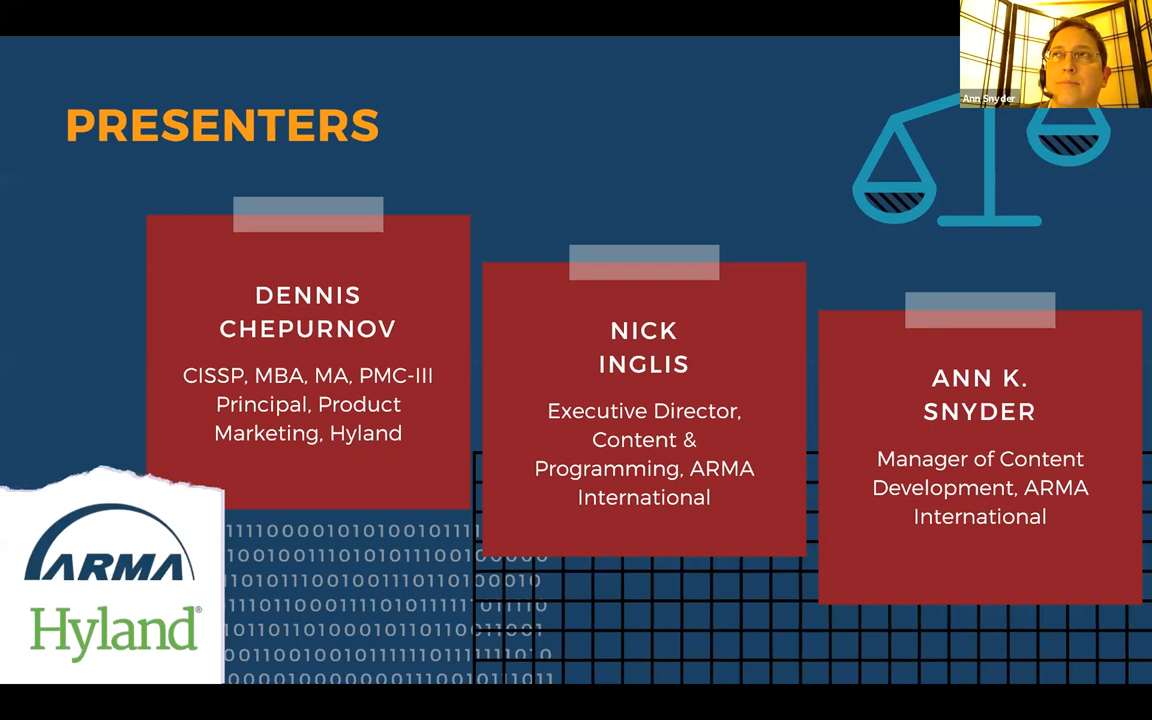 Ann Snyder
PRESENTERS
DENNIS
CHEPURNOV
CISSP, MBA, MA, PMC-III
Principal, Product
Marketing, Hyland
NICK
INGLIS
Executive Director,
Content &
Programming, ARMA
International
ANN K.
SNYDER
Manager of Content
Development, ARMA
International
ARMA
Hyland®